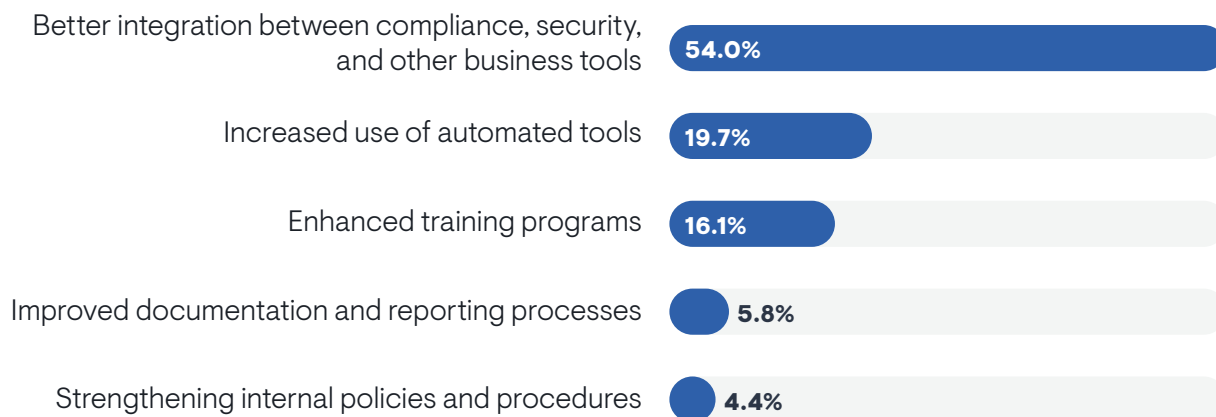 Better integration between compliance, security,
and other business tools
54.0%
Increased use of automated tools
19.7%
Enhanced training programs
16.1%
Improved documentation and reporting processes
5.8%
Strengthening internal policies and procedures
4.4%